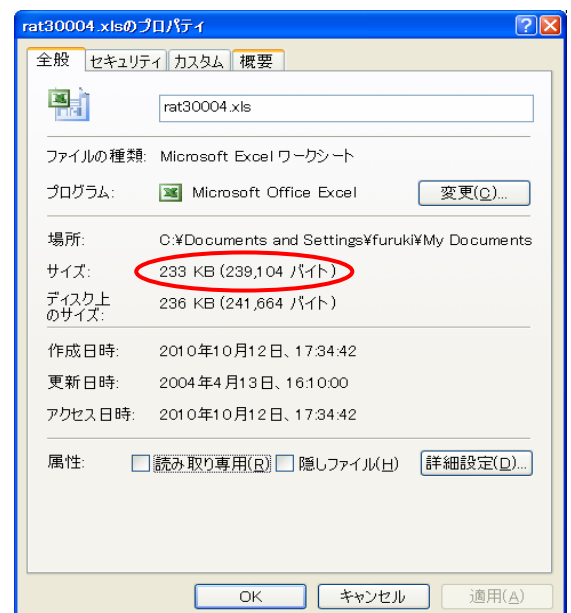 rat30004.xlsのプロパティ
全般 セキュリティ カスタム 概要
rat30004.xls
ファイルの種類: Microsoft Excel ワークシート
プログラム: Microsoft Office Excel 変更(C)...
場所: C:¥Documents and Settings¥furuki¥My Documents
サイズ: 233 KB (239,104 バイト)
ディスク上
のサイズ: 236 KB (241,664 バイト)
作成日時: 2010年10月12日、17:34:42
更新日時: 2004年4月13日、16:10:00
アクセス日時: 2010年10月12日、17:34:42
属性: 読み取り専用(R) 隠しファイル(H) 詳細設定(D)...
OK キャンセル 適用(A)